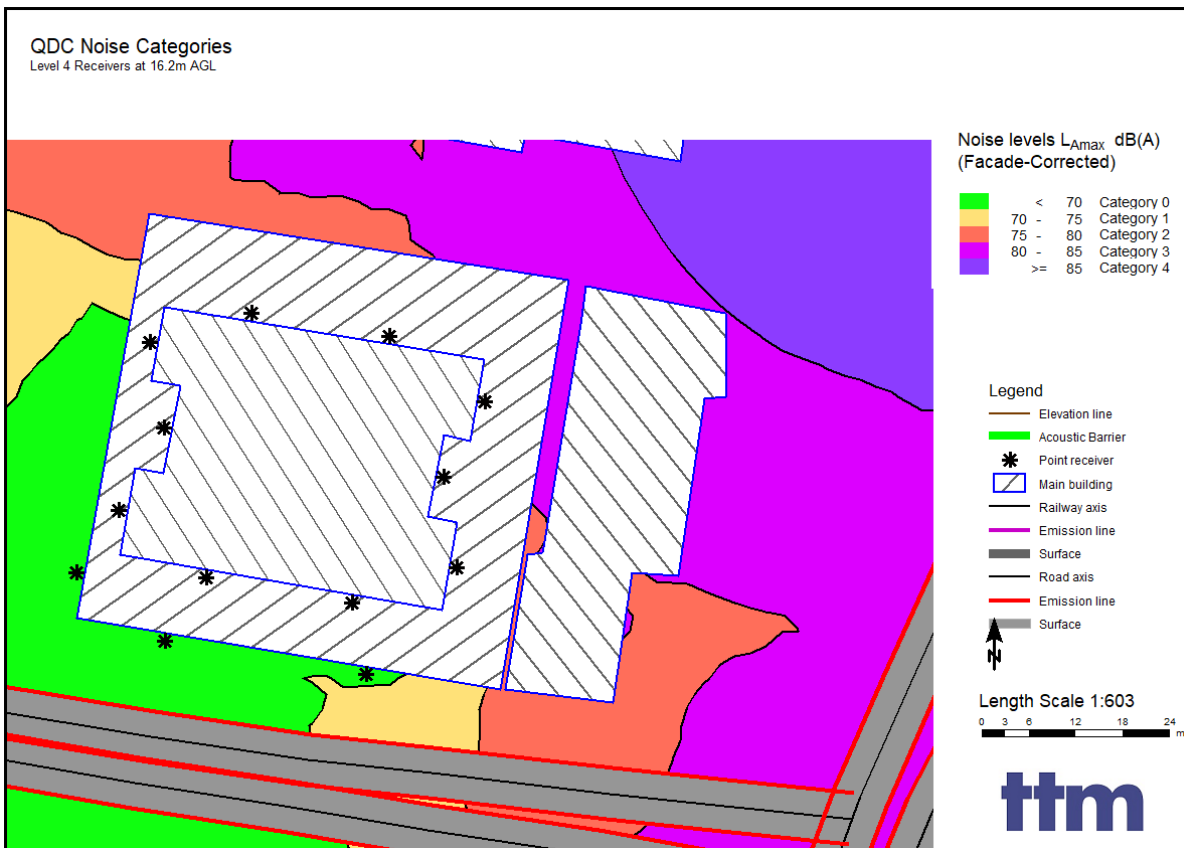 QDC Noise Categories
Level 4 Receivers at 16.2m AGL
Noise levels LAmax dB(A)
(Facade-Corrected)
< 70 Category 0
70 - 75 Category 1
75 - 80 Category 2
80 - 85 Category 3
>= 85 Category 4
Legend
Elevation line
Acoustic Barrier
Point receiver
Main building
Railway axis
Emission line
Surface
Road axis
Emission line
Surface
N
Length Scale 1:603
0 3 6 12 18 24
m
ttm